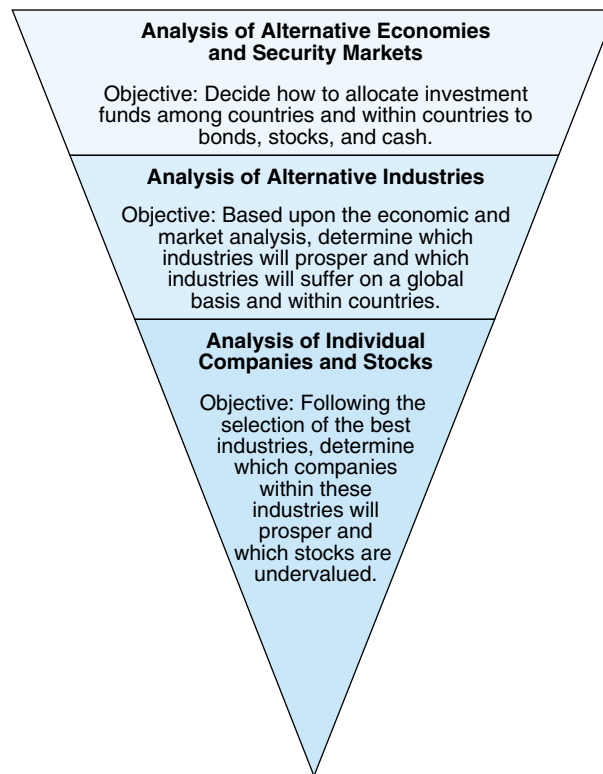 Analysis of Alternative Economies
and Security Markets
Objective: Decide how to allocate investment
funds among countries and within countries to
bonds, stocks, and cash.
Analysis of Alternative Industries
Objective: Based upon the economic and
market analysis, determine which
industries will prosper and which
industries will suffer on a global
basis and within countries.
Analysis of Individual
Companies and Stocks
Objective: Following the
selection of the best
industries, determine
which companies
within these
industries will
prosper and
which stocks are
undervalued.